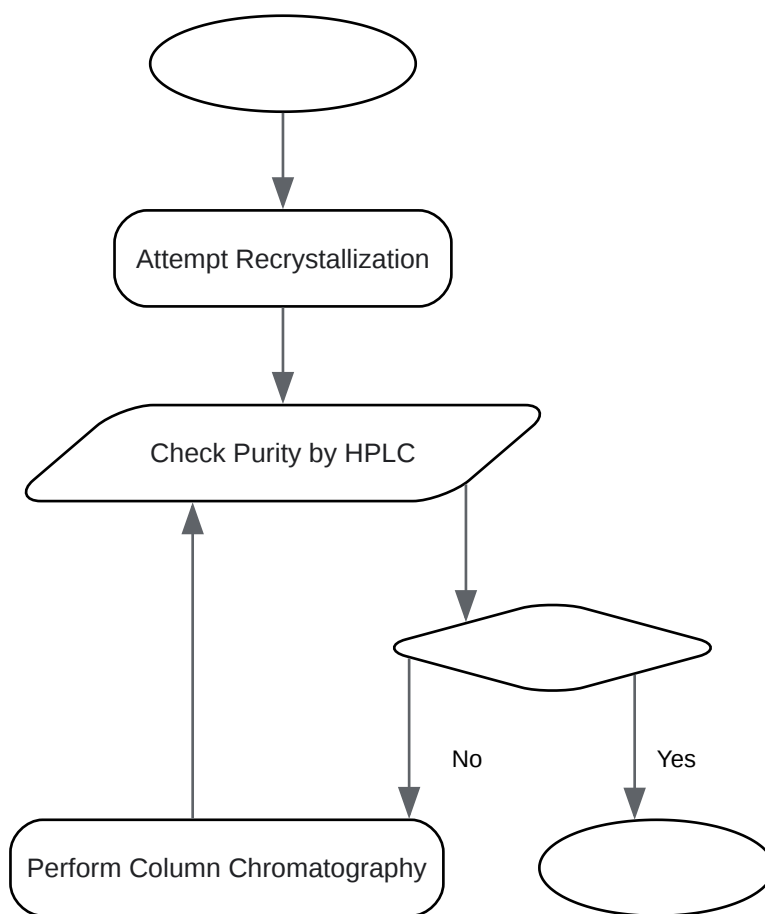 Attempt Recrystallization
Check Purity by HPLC
No
Yes
Perform Column Chromatography